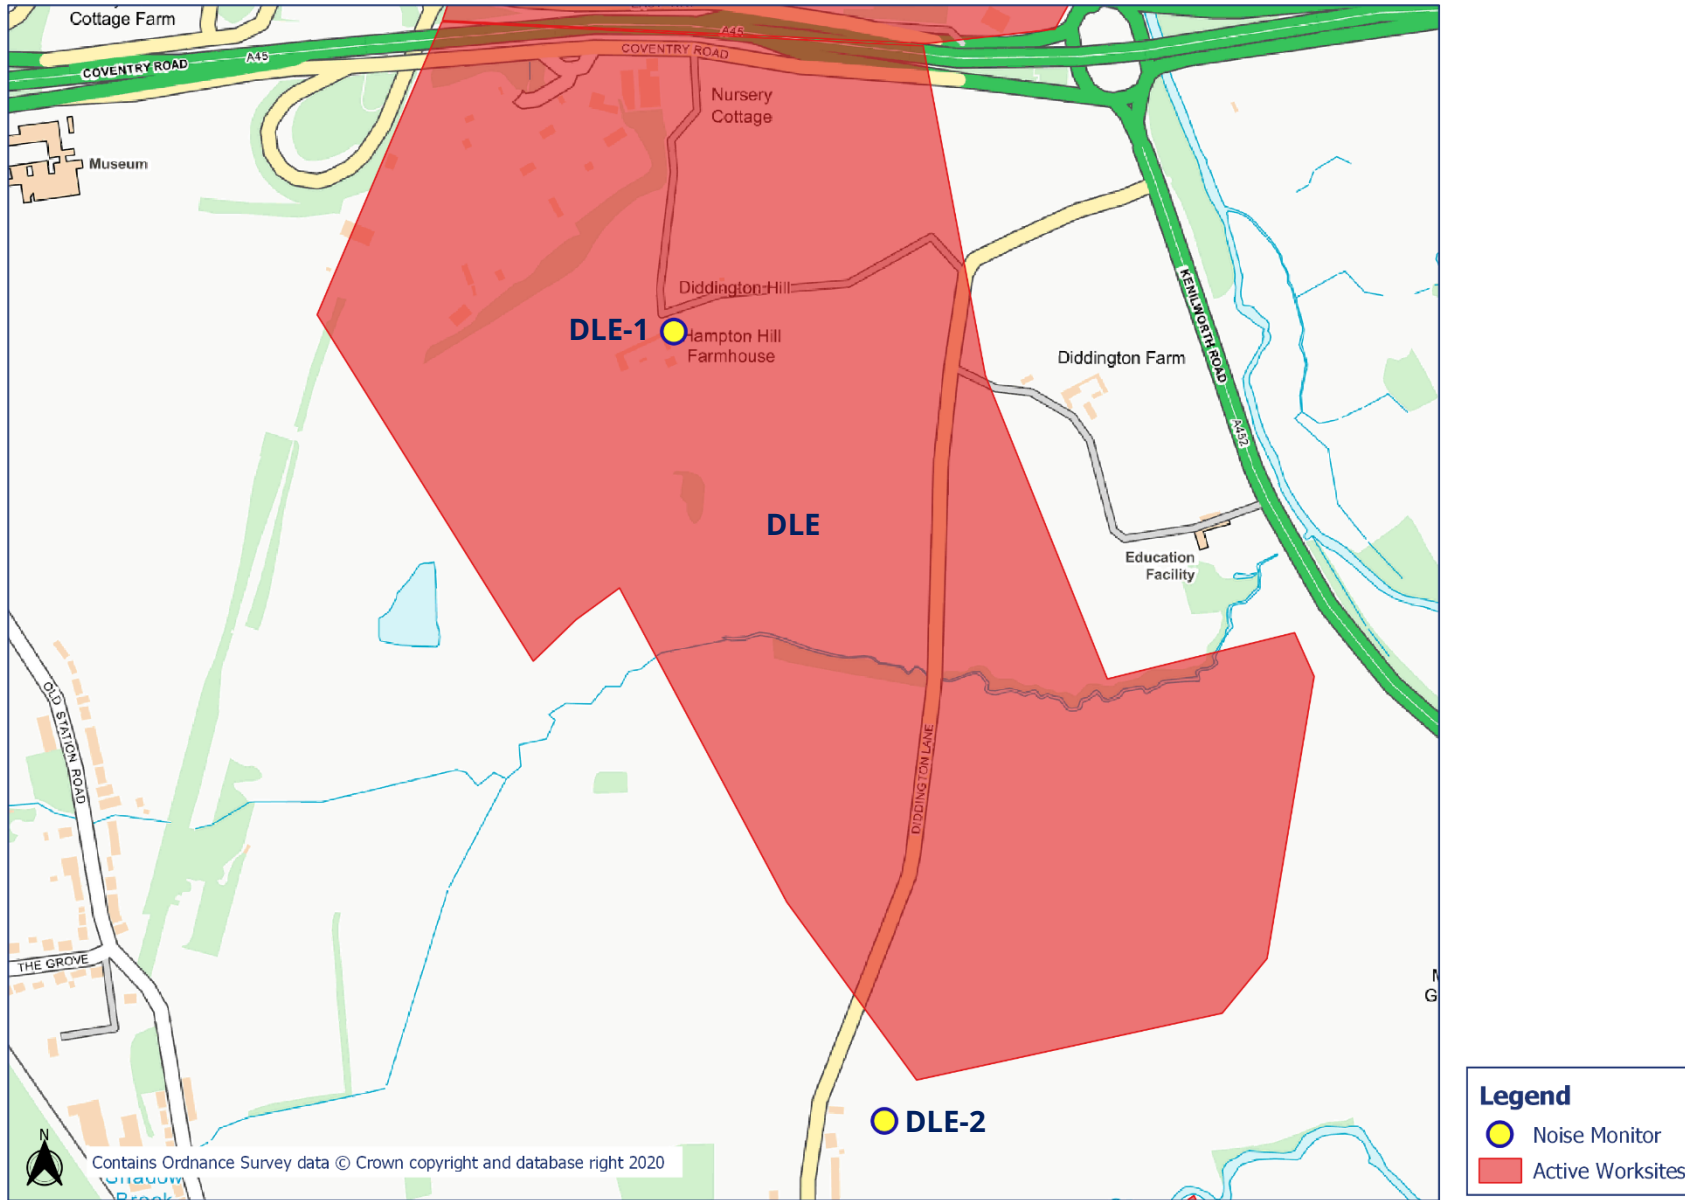 Cottage Farm
COVENTRY ROAD
A45
A45
COVENTRY ROAD
Nursery
Cottage
Museum
Diddington Hill
DLE-1
Hampton Hill
Farmhouse
KENILWORTH ROAD
Diddington Farm
A452
DLE
Education
Facility
OLD STATION ROAD
DIDDINGTON LANE
THE GROVE
G
DLE-2
N
Contains Ordnance Survey data © Crown copyright and database right 2020
Shadow
Brook
Legend
Noise Monitor
Active Worksites